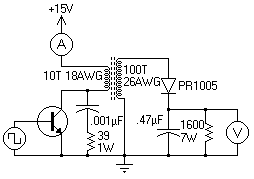 +15V
A
10T 18AWG
100T
26AWG
PR1005
.001µF
.47µF
1600
7W
V
39
1W